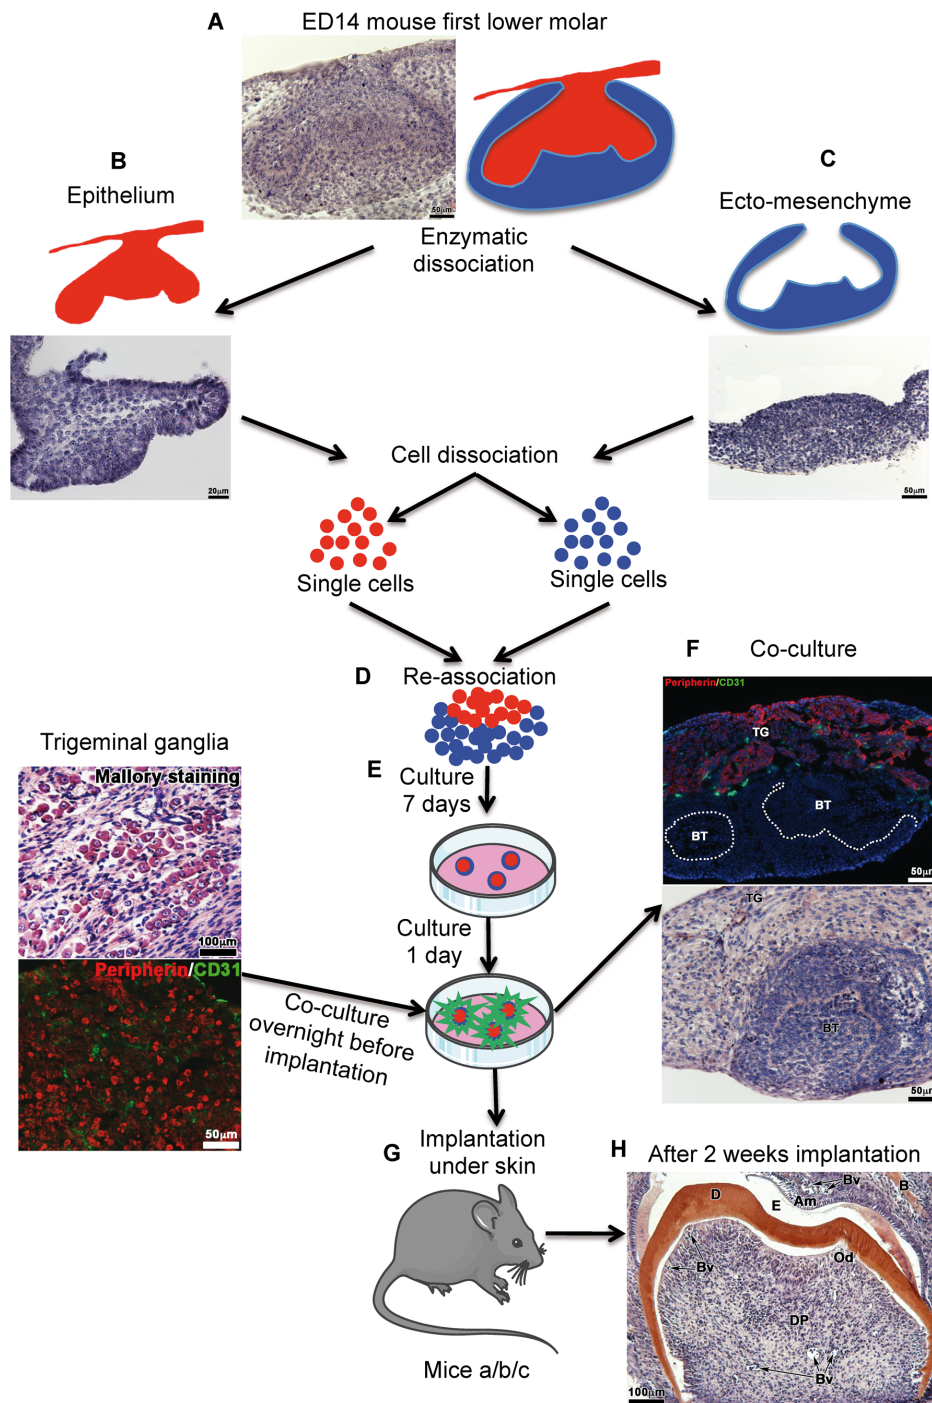 A
ED14 mouse first lower molar
50µm
B
Epithelium
C
Ecto-mesenchyme
Enzymatic
dissociation
20µm
50µm
Cell dissociation
Single cells
Single cells
D
Re-association
F
Co-culture
Peripherin/CD31
TG
BT
BT
50µm
Trigeminal ganglia
Mallory staining
100µm
E
Culture
7 days
Culture
1 day
TG
BT
50µm
Peripherin/CD31
50µm
Co-culture
overnight before
implantation
G
Implantation
under skin
Mice a/b/c
H
After 2 weeks implantation
Bv
B
D
E
Am
Od
Bv
DP
Bv
100µm